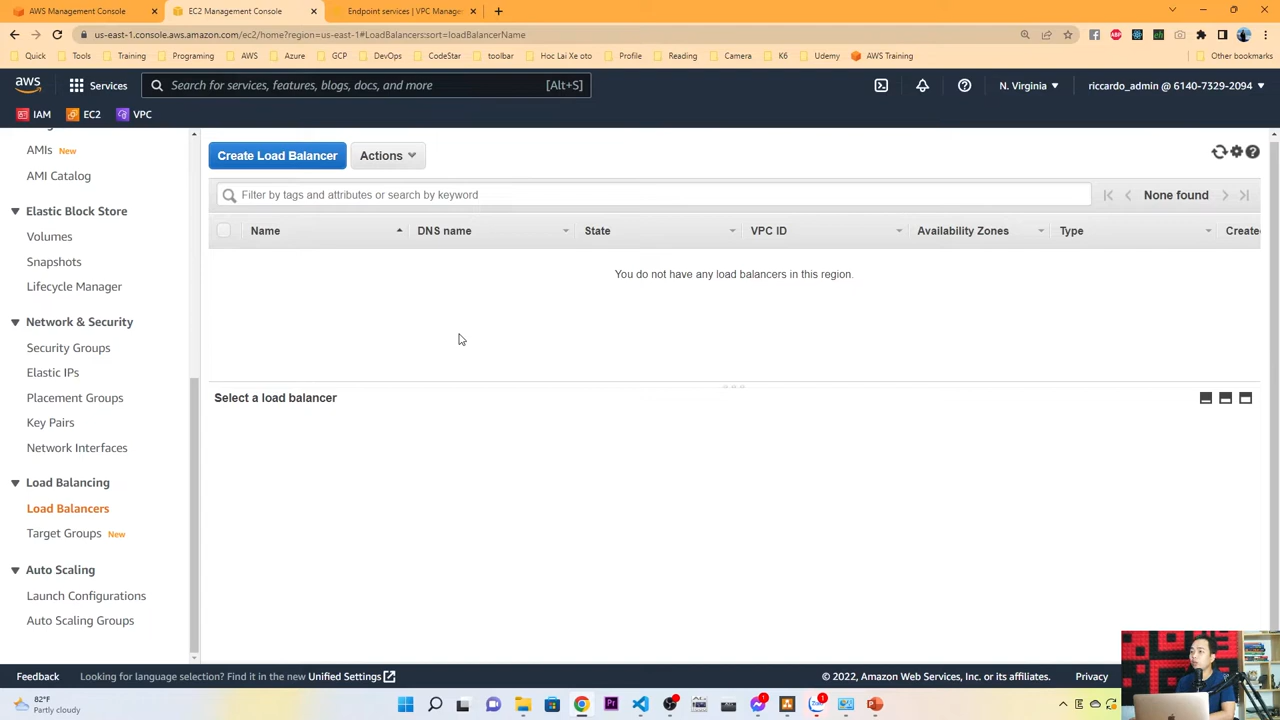 AWS Management Console
EC2 Management Console
Endpoint services | VPC Manage
us-east-1.console.aws.amazon.com/ec2/home?region=us-east-1#LoadBalancers:sort=loadBalancerName
Quick
Tools
Training
Programing
AWS
Azure
GCP
DevOps
CodeStar
toolbar
Hoc Lai Xe oto
Profile
Reading
Camera
K6
Udemy
AWS Training
Other bookmarks
aws
Services
Search for services, features, blogs, docs, and more
[Alt+S]
N. Virginia
riccardo_admin @ 6140-7329-2094
IAM
EC2
VPC
AMIs New
AMI Catalog
Elastic Block Store
Volumes
Snapshots
Lifecycle Manager
Network & Security
Security Groups
Elastic IPs
Placement Groups
Key Pairs
Network Interfaces
Load Balancing
Load Balancers
Target Groups New
Auto Scaling
Launch Configurations
Auto Scaling Groups
Create Load Balancer
Actions
Filter by tags and attributes or search by keyword
None found
Name
DNS name
State
VPC ID
Availability Zones
Type
Create
You do not have any load balancers in this region.
Select a load balancer
Feedback
Looking for language selection? Find it in the new Unified Settings
© 2022, Amazon Web Services, Inc. or its affiliates.
Privacy
82°F
Partly cloudy